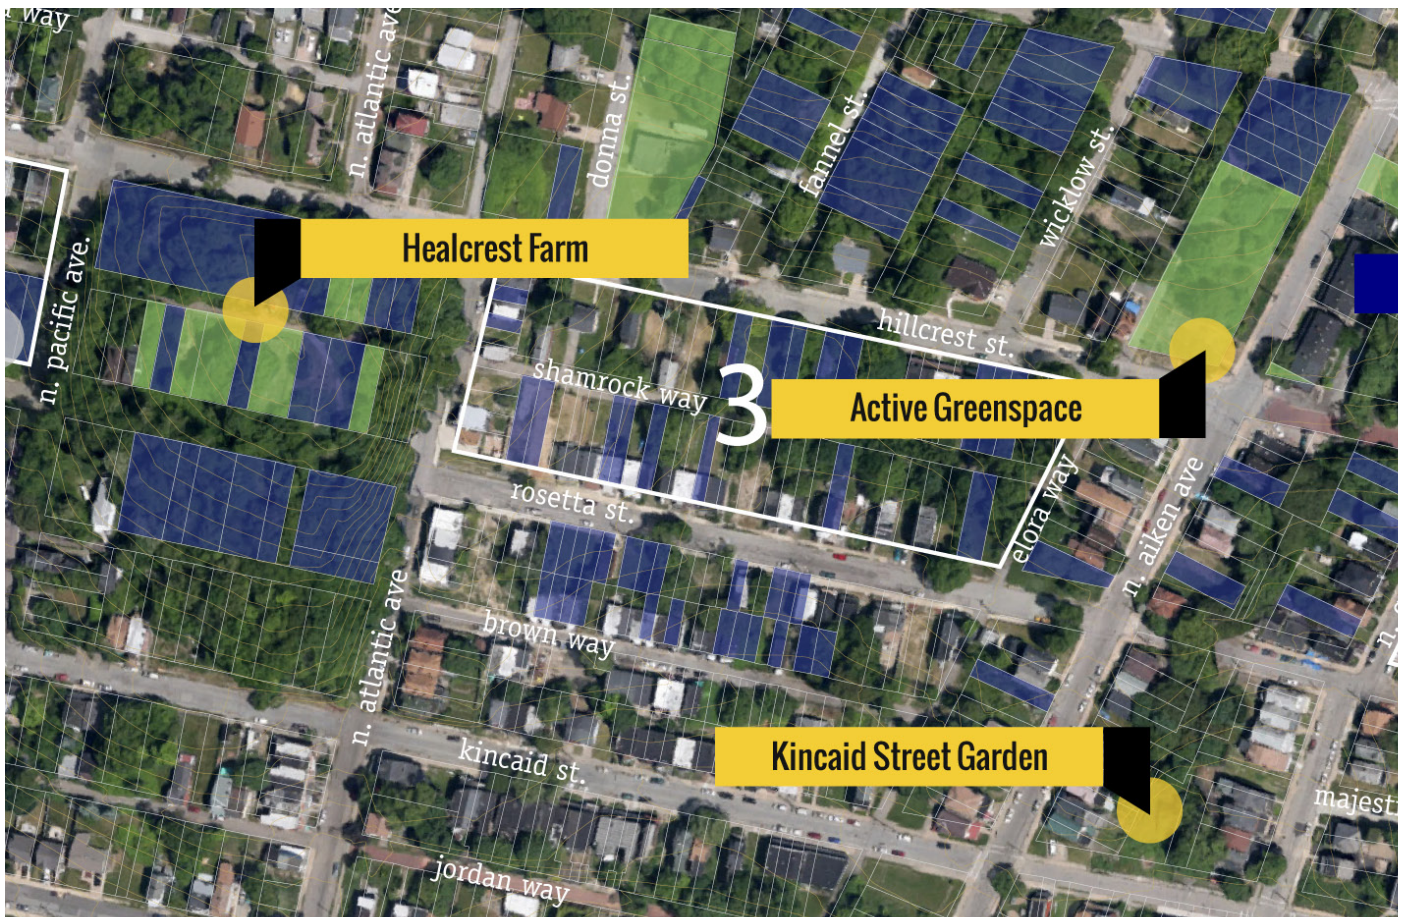 way
n. atlantic ave
donna st.
fannel st.
wicklow st.
n. pacific ave.
Healcrest Farm
hillcrest st.
shamrock way
3
Active Greenspace
rosetta st.
elora way
n. aiken ave
brown way
n. atlantic ave
kincaid st.
Kincaid Street Garden
n.
majest
jordan way